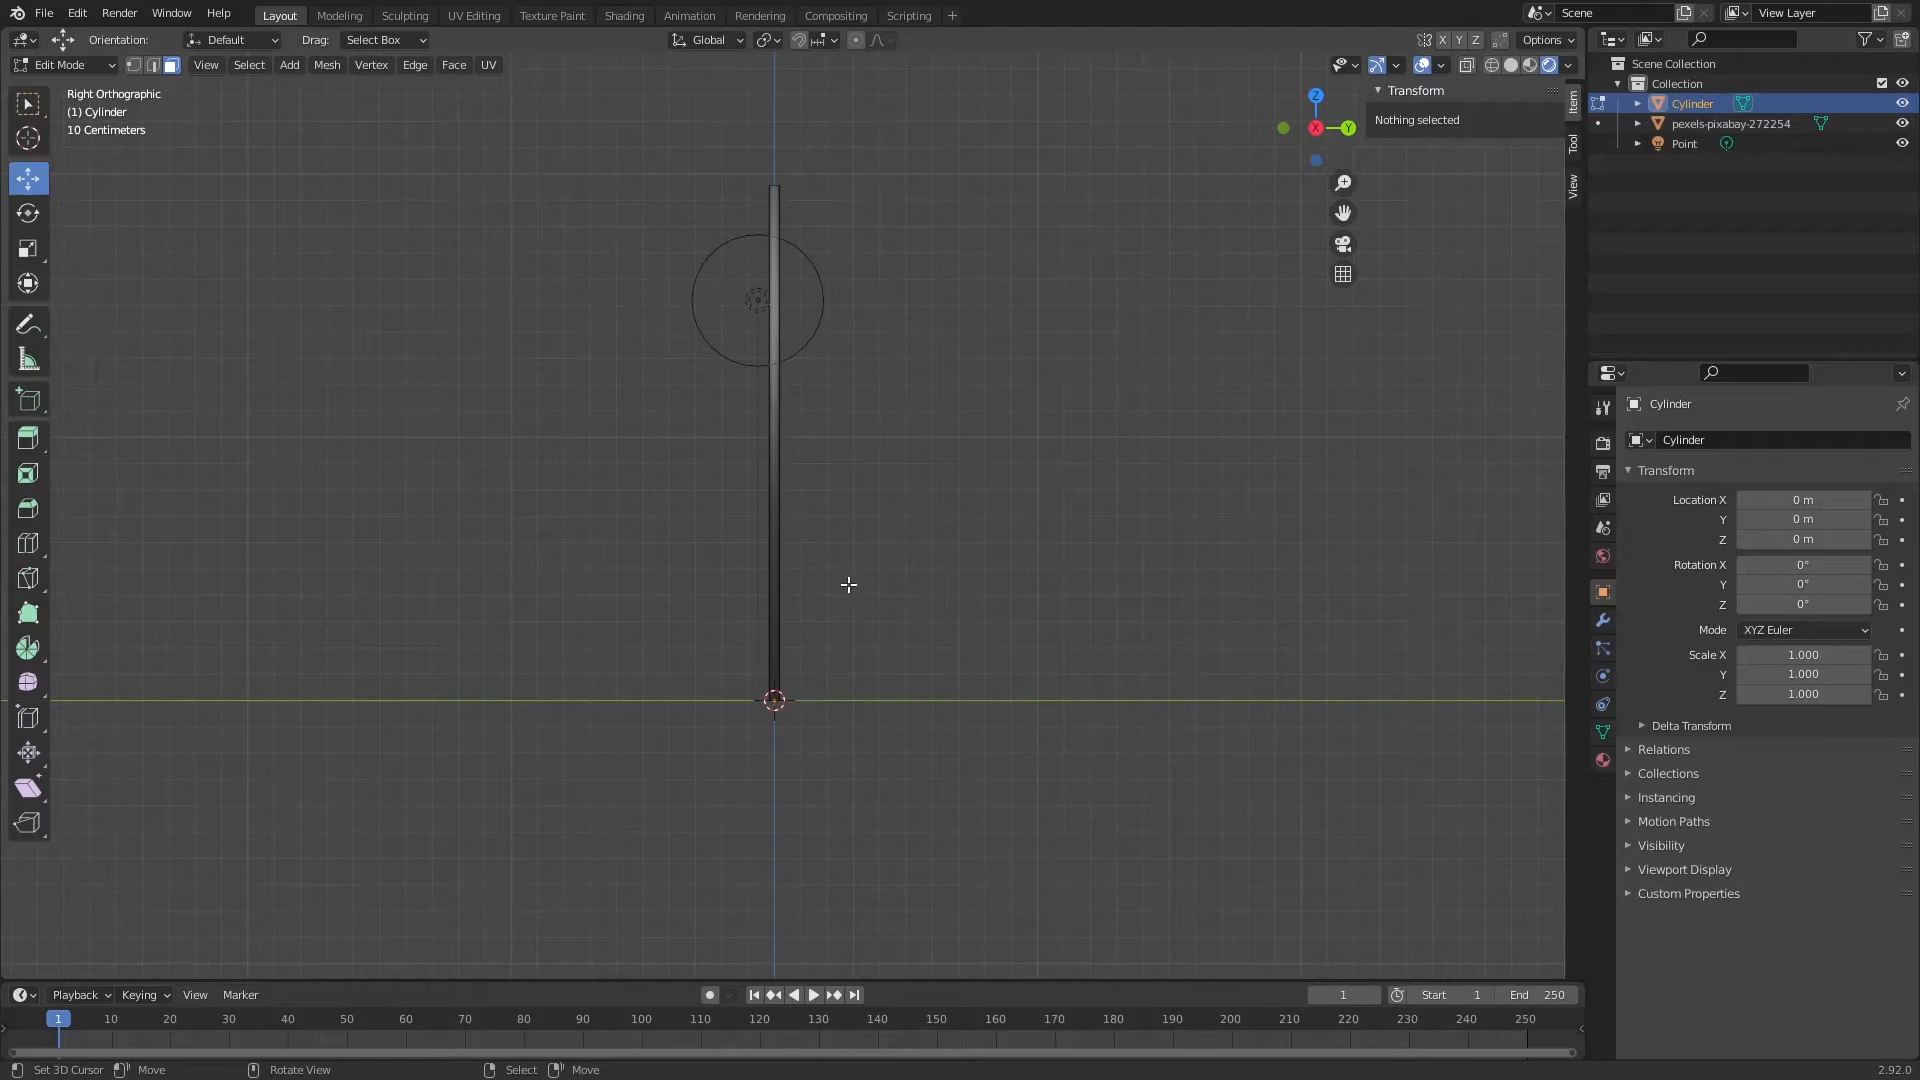 File Edit Render Window Help Layout Modeling Sculpting UV Editing Texture Paint Shading Animation Rendering Compositing Scripting + Scene View Layer
Orientation: Default Drag: Select Box Global X Y Z Options
Edit Mode View Select Add Mesh Vertex Edge Face UV
Right Orthographic
(1) Cylinder
10 Centimeters
Z
X
Y
Transform
Nothing selected
Item
Tool
View
Scene Collection
Collection
Cylinder
pexels-pixabay-272254
Point
Cylinder
Cylinder
Transform
Location X 0 m
Y 0 m
Z 0 m
Rotation X 0°
Y 0°
Z 0°
Mode XYZ Euler
Scale X 1.000
Y 1.000
Z 1.000
Delta Transform
Relations
Collections
Instancing
Motion Paths
Visibility
Viewport Display
Custom Properties
Playback Keying View Marker 1 Start 1 End 250
1 10 20 30 40 50 60 70 80 90 100 110 120 130 140 150 160 170 180 190 200 210 220 230 240 250
Set 3D Cursor Move Rotate View Select Move 2.92.0